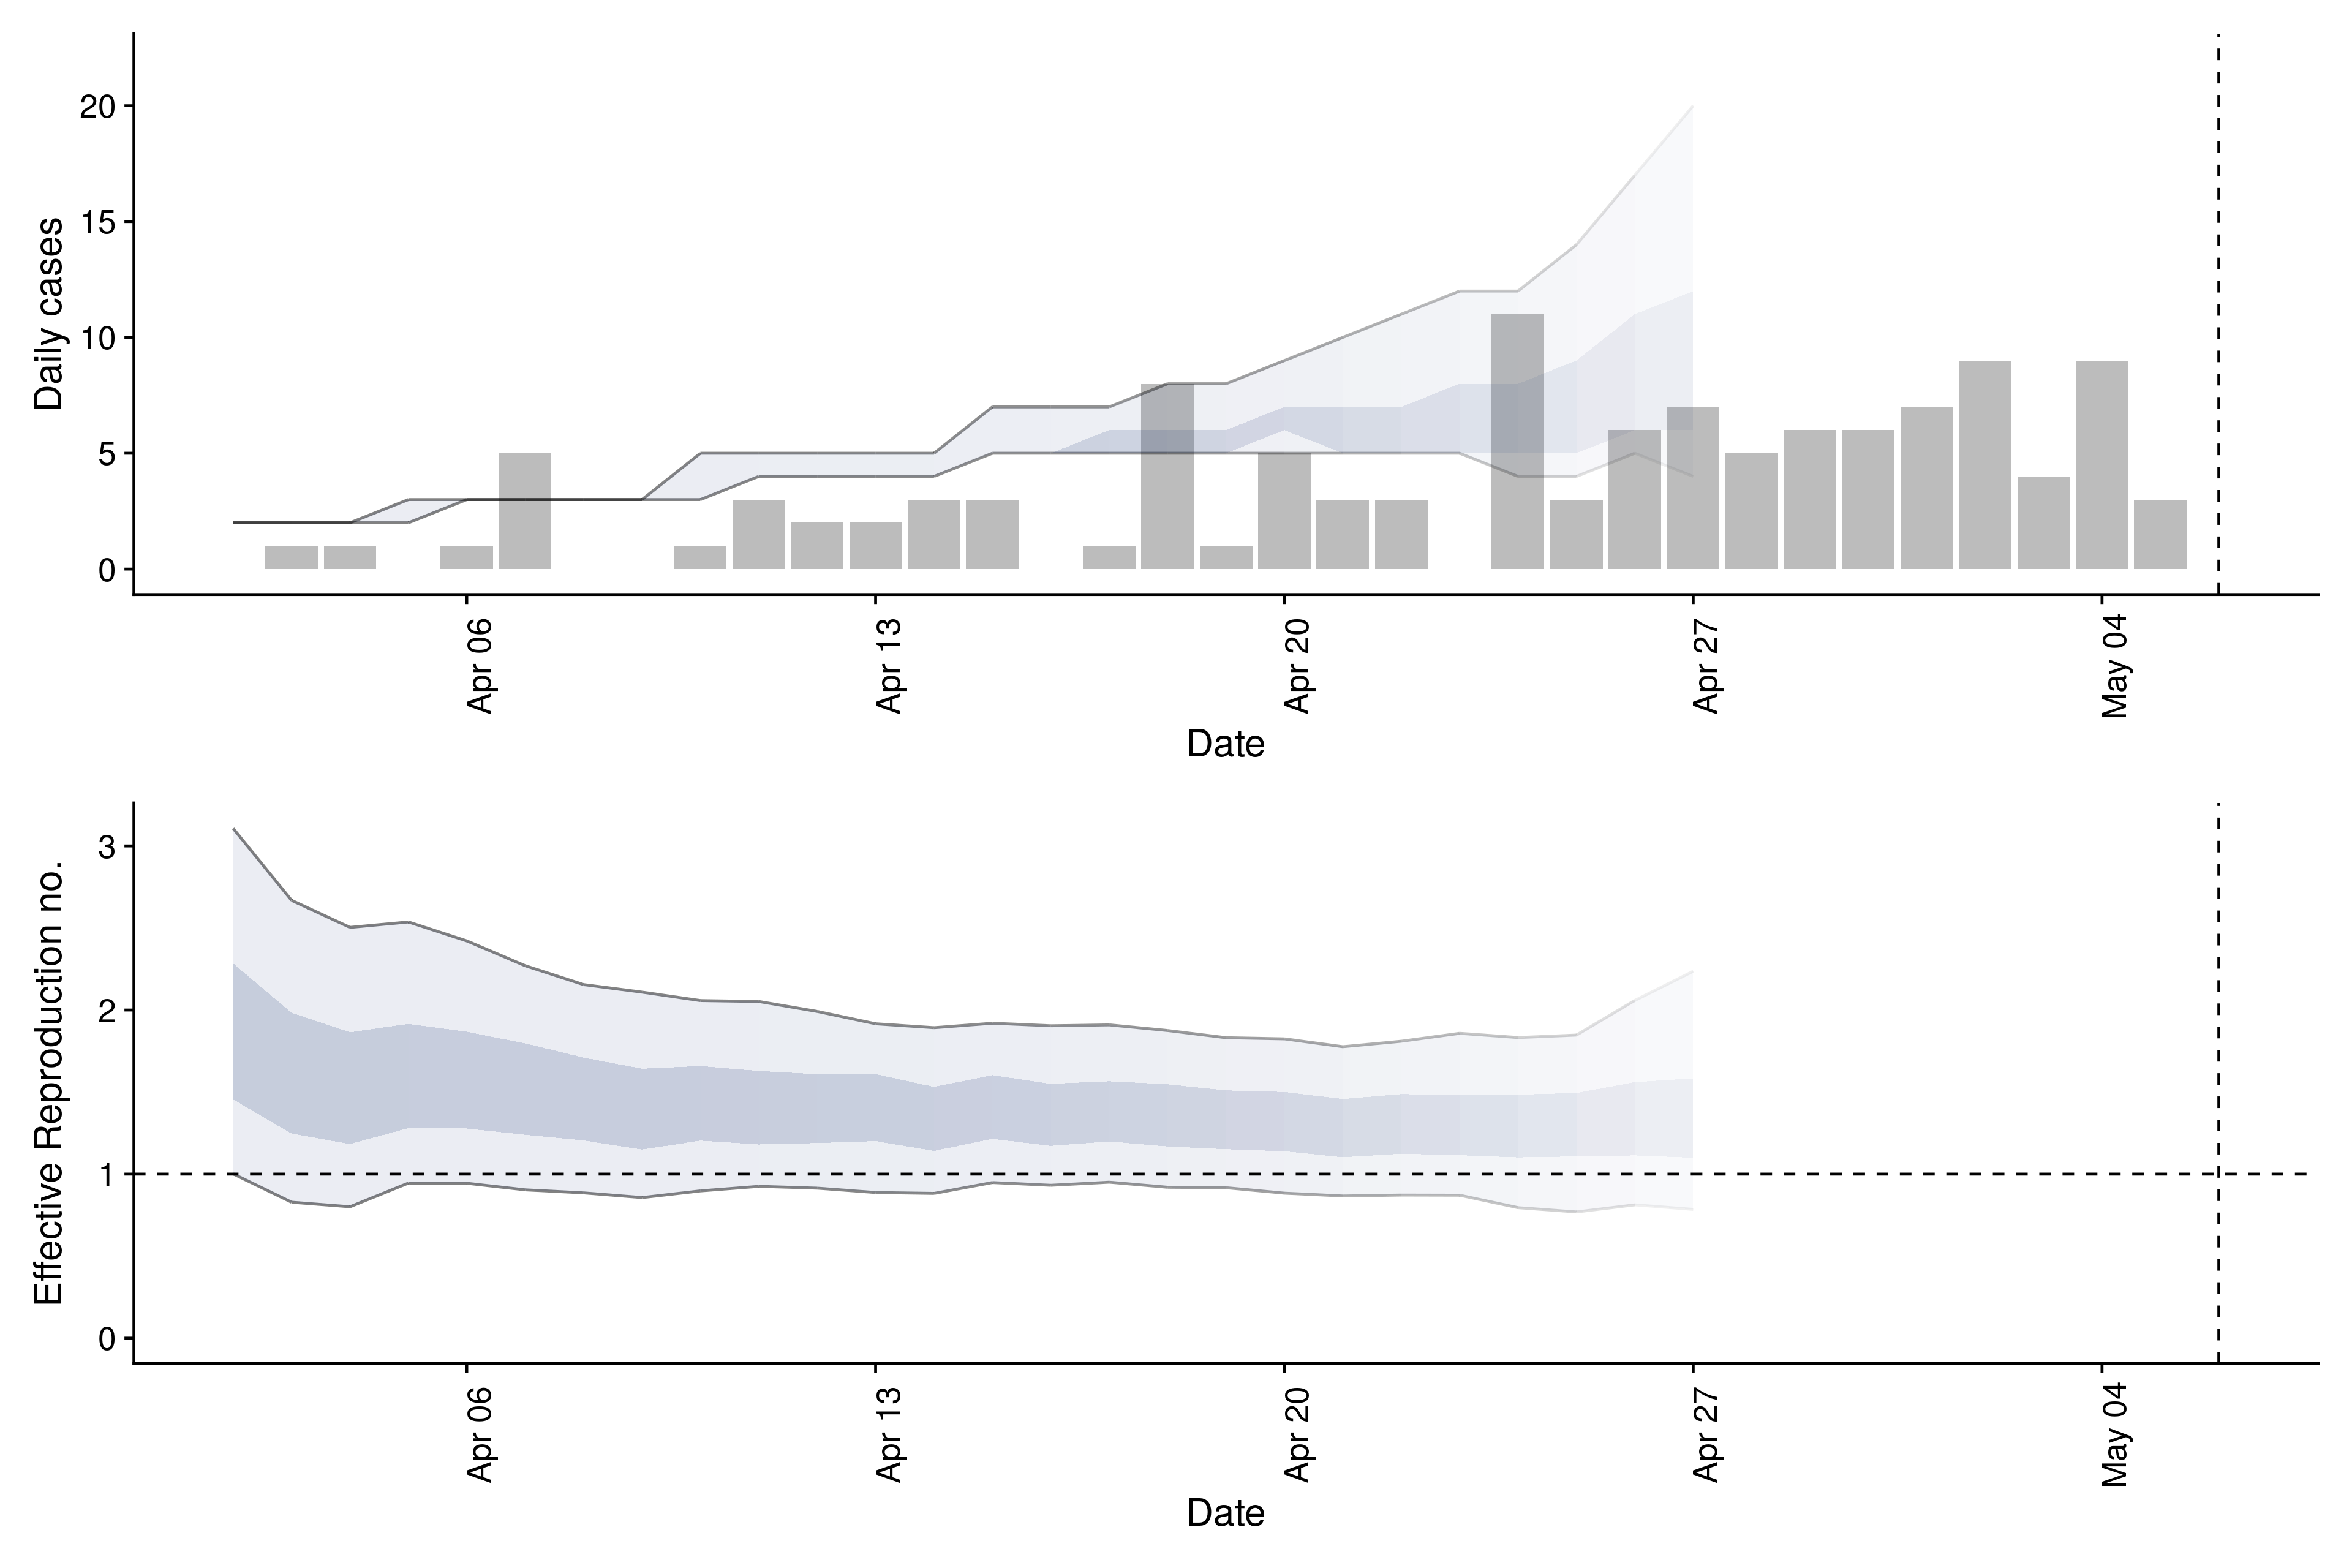 Daily cases
20
15
10
5
0
Apr 06
Apr 13
Apr 20
Apr 27
May 04
Date
Effective Reproduction no.
3
2
1
0
Apr 06
Apr 13
Apr 20
Apr 27
May 04
Date